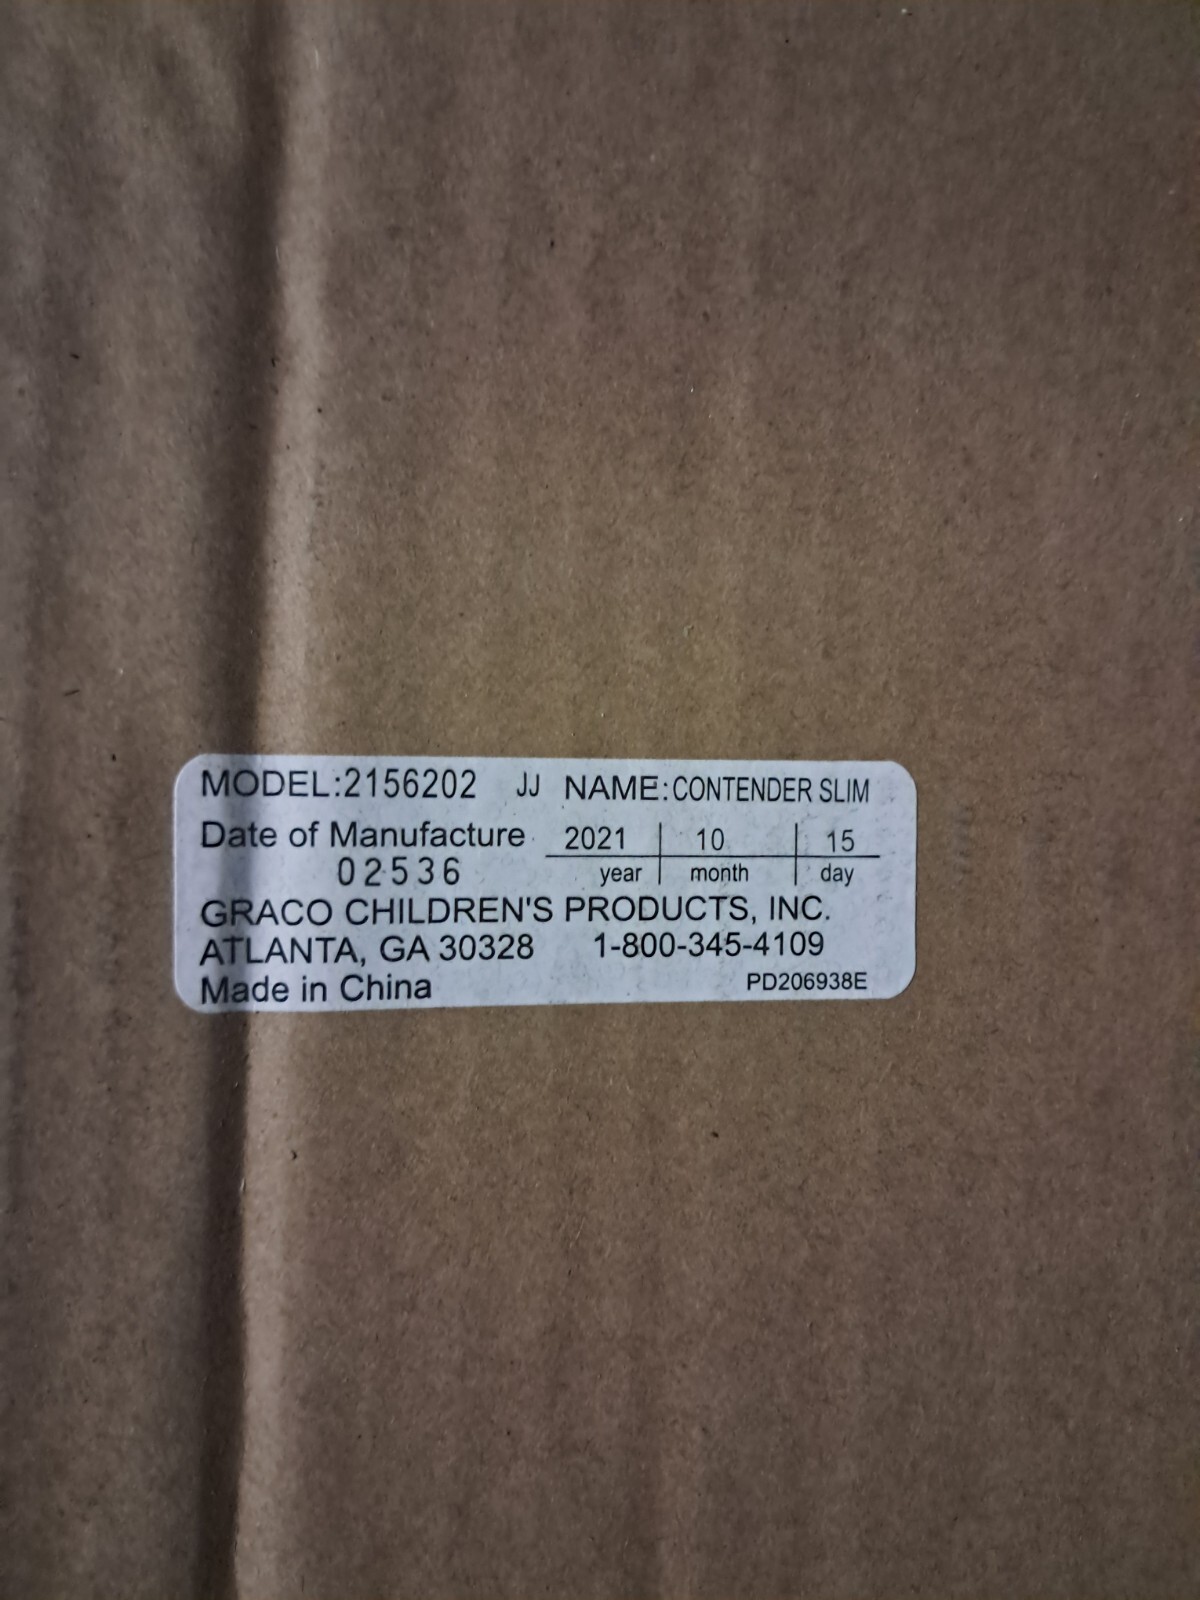 MODEL:2156202 JJ NAME:CONTENDER SLIM
Date of Manufacture 2021 10 15
02536 year month day
GRACO CHILDREN'S PRODUCTS, INC.
ATLANTA, GA 30328 1-800-345-4109
Made in China PD206938E